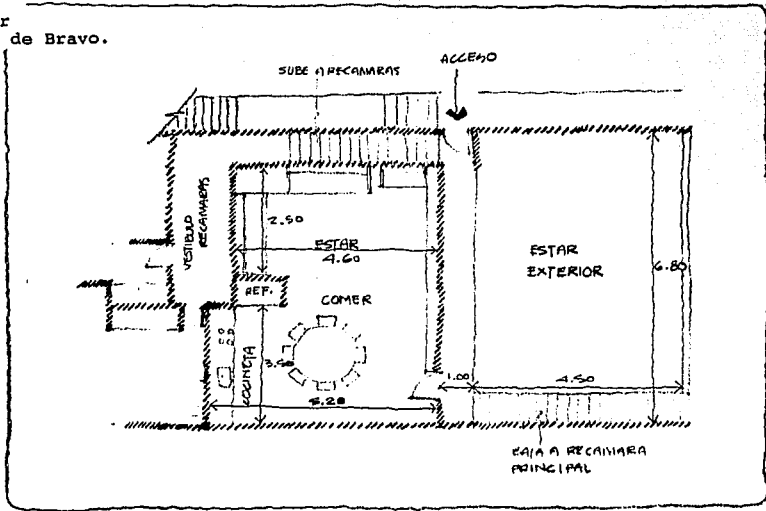 r
de Bravo.
ACCESO
SUBE A RECAMARAS
VESTIBULO
RECAMARAS
2.50
ESTAR
4.60
ESTAR
EXTERIOR
6.80
REF.
COMER
COCINETA
3.50
5.20
1.00
4.50
BAJA A RECAMARA
PRINCIPAL